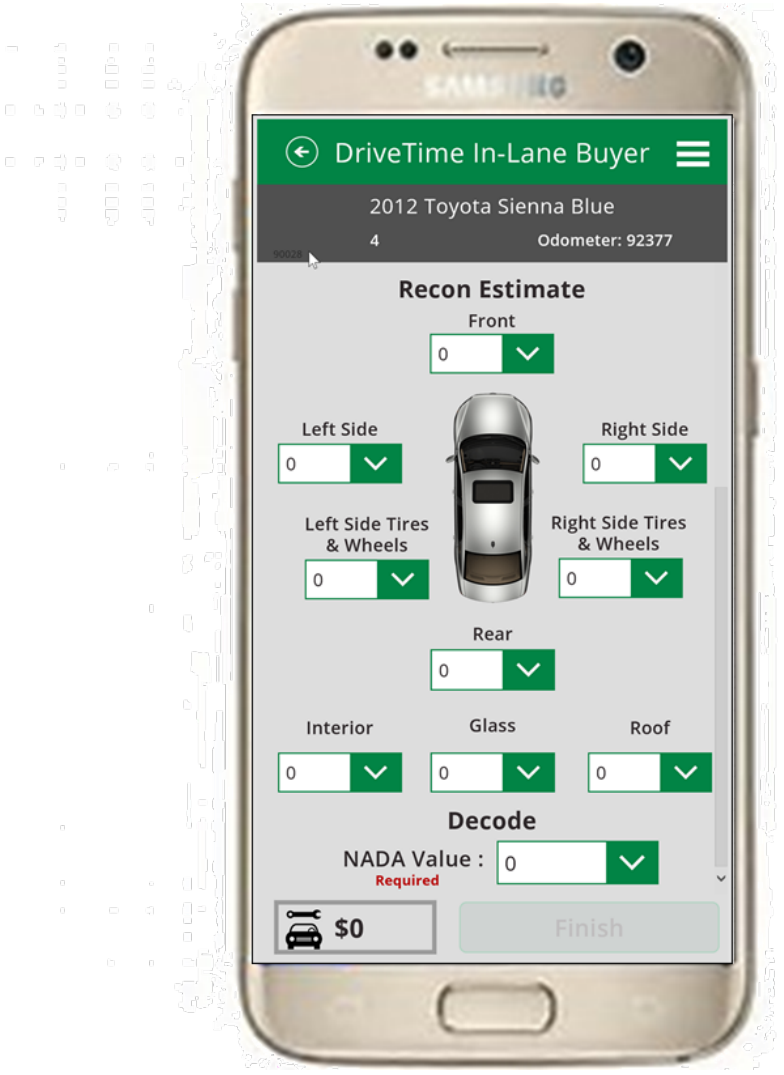 SAMSUNG
DriveTime In-Lane Buyer
2012 Toyota Sienna Blue
4 Odometer: 92377
90028
Recon Estimate
Front
0
Left Side Right Side
0 0
Left Side Tires
& Wheels
Right Side Tires
& Wheels
0 0
Rear
0
Interior Glass Roof
0 0 0
Decode
NADA Value : 0
Required
$0 Finish